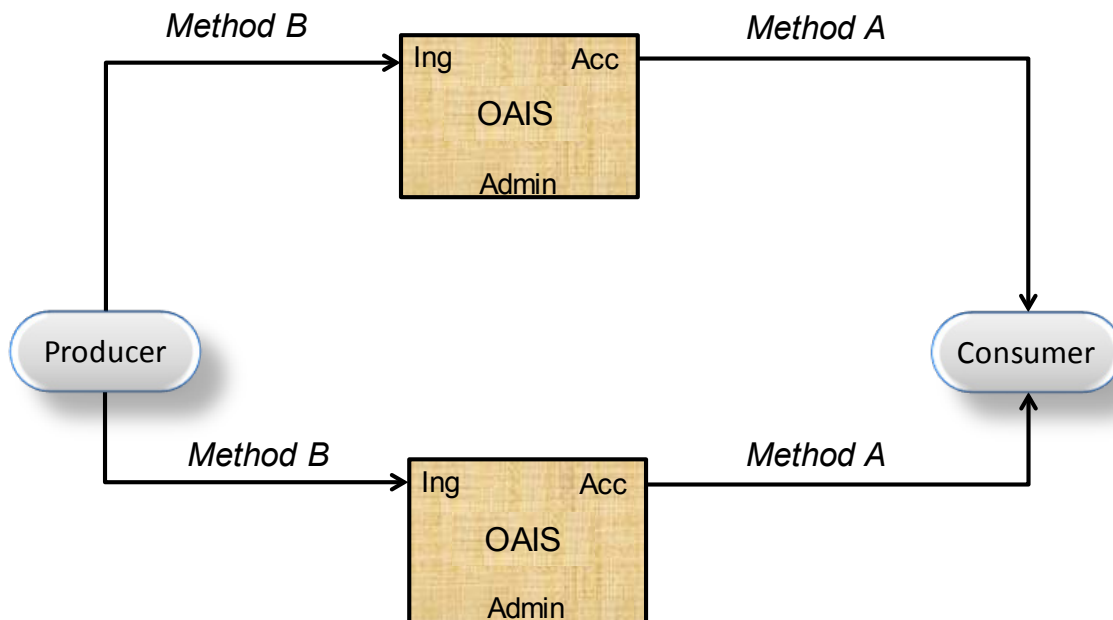 Method B
Method A
Ing Acc
OAIS
Admin
Producer
Consumer
Method B
Method A
Ing Acc
OAIS
Admin